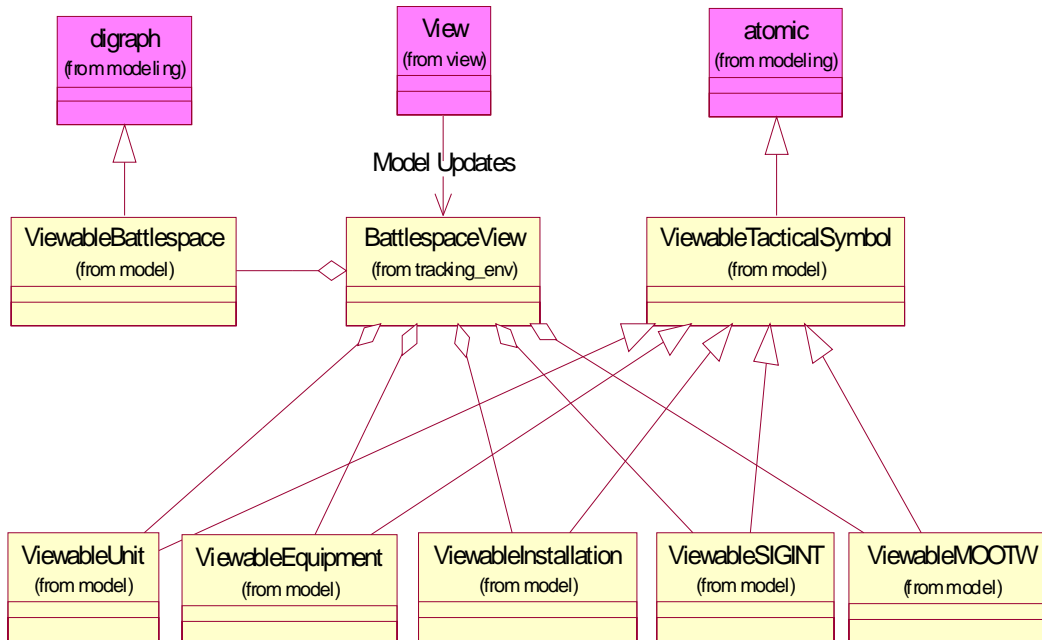 digraph
(from modeling)
View
(from view)
atomic
(from modeling)
Model Updates
ViewableBattlespace
(from model)
BattlespaceView
(from tracking_env)
ViewableTacticalSymbol
(from model)
ViewableUnit
(from model)
ViewableEquipment
(from model)
ViewableInstallation
(from model)
ViewableSIGINT
(from model)
ViewableMOOTW
(from model)